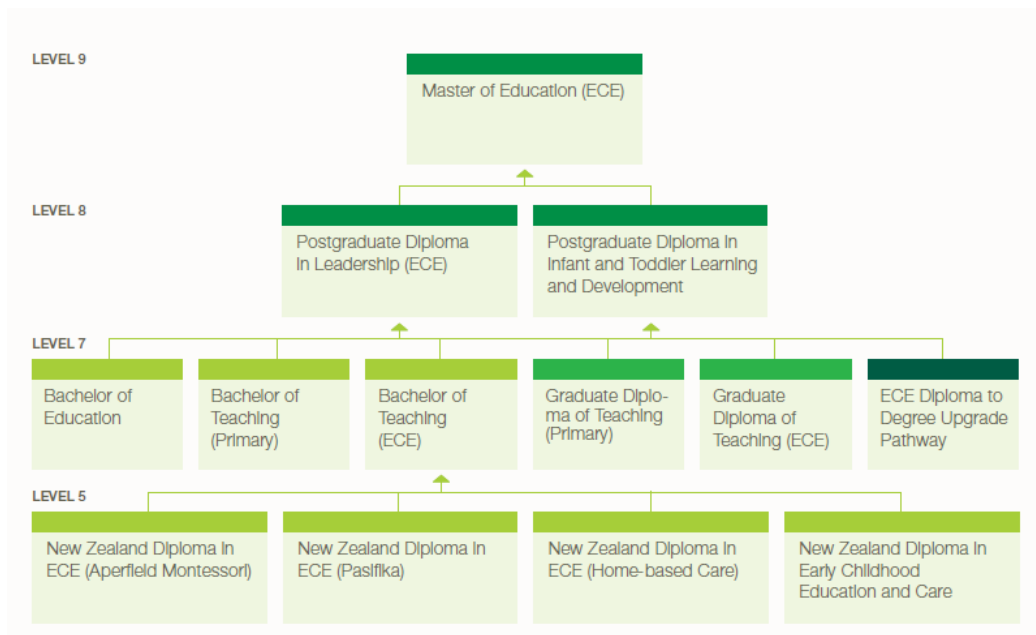 LEVEL 9
Master of Education (ECE)
LEVEL 8
Postgraduate Diploma
in Leadership (ECE)
Postgraduate Diploma in
Infant and Toddler Learning
and Development
LEVEL 7
Bachelor of
Education
Bachelor of
Teaching
(Primary)
Bachelor of
Teaching
(ECE)
Graduate Diplo-
ma of Teaching
(Primary)
Graduate
Diploma of
Teaching (ECE)
ECE Diploma to
Degree Upgrade
Pathway
LEVEL 5
New Zealand Diploma in
ECE (Aperfield Montessori)
New Zealand Diploma in
ECE (Pasifika)
New Zealand Diploma in
ECE (Home-based Care)
New Zealand Diploma in
Early Childhood
Education and Care